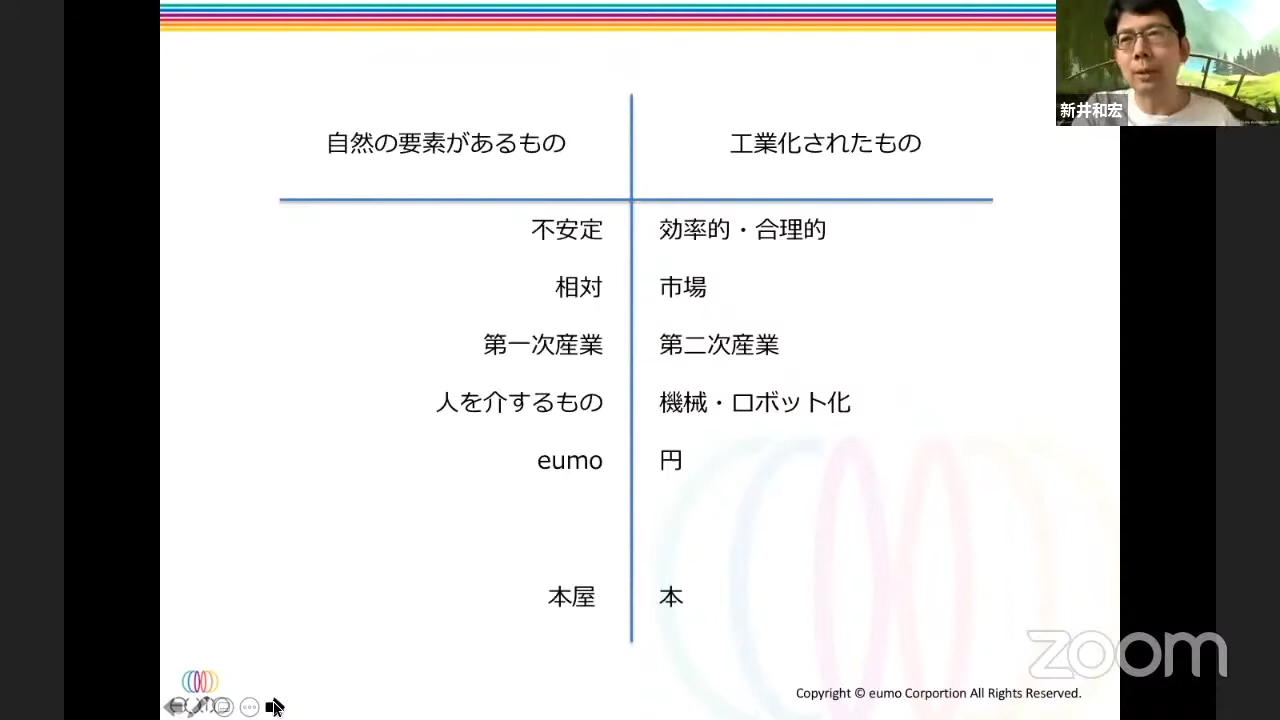 新井和宏
自然の要素があるもの 工業化されたもの
不安定 効率的・合理的
相対 市場
第一次産業 第二次産業
人を介するもの 機械・ロボット化
eumo 円
本屋 本
zoom
Copyright © eumo Corportion All Rights Reserved.